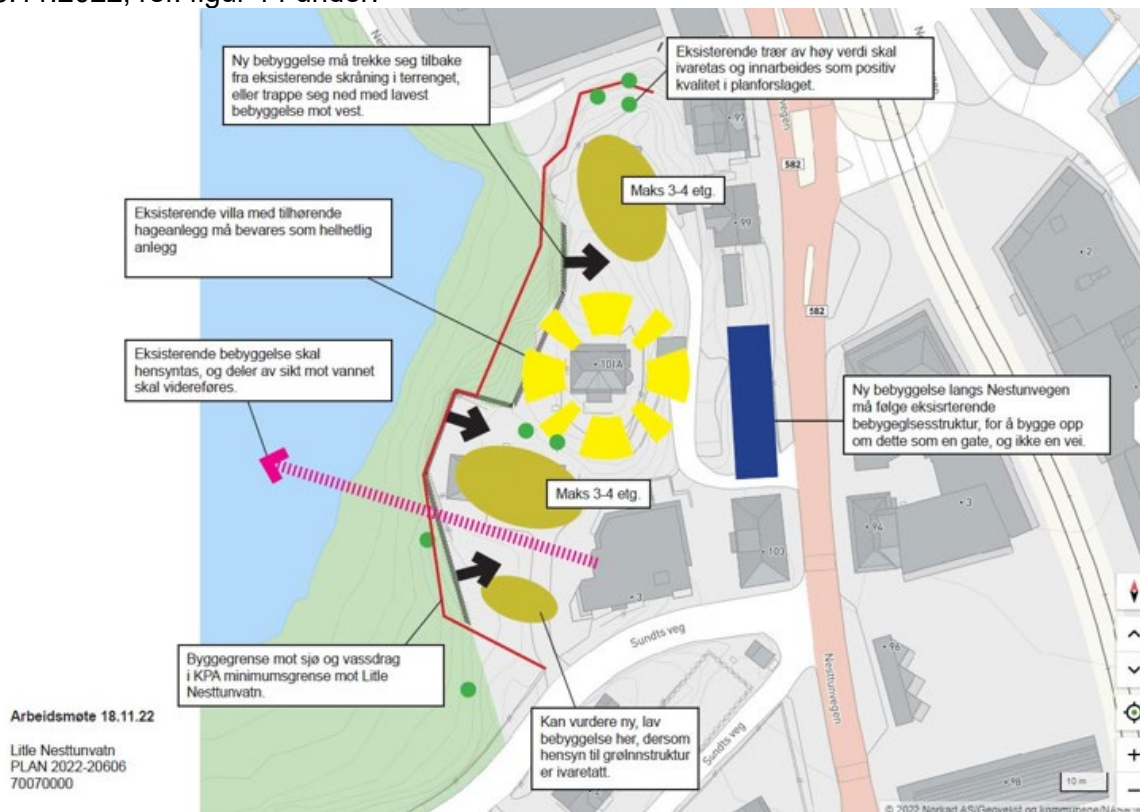 Ny bebyggelse må trekke seg tilbake
fra eksisterende skråning i terrenget,
eller trappe seg ned med lavest
bebyggelse mot vest.
Eksisterende trær av høy verdi skal
ivaretas og innarbeides som positiv
kvalitet i planforslaget.
97
582
Maks 3-4 etg.
Eksisterende villa med tilhørende
hageanlegg må bevares som helhetlig
anlegg
99
2
582
Eksisterende bebyggelse skal
hensyntas, og deler av sikt mot vannet
skal videreføres.
101A
Ny bebyggelse langs Nestunvegen
må følge eksisrterende
bebygeglsesstruktur, for å bygge opp
om dette som en gate, og ikke en vei.
Maks 3-4 etg.
3
94
103
3
Sundts veg
Byggegrense mot sjø og vassdrag
i KPA minimumsgrense mot Litle
Nesttunvatn.
Nesttunvegen
96
Kan vurdere ny, lav
bebyggelse her, dersom
hensyn til grølnnstruktur
er ivaretatt.
Sundts veg
98
Arbeidsmøte 18.11.22
Litle Nesttunvatn
PLAN 2022-20606
70070000
10 m
© 2022 Norkart AS/Geovekst og kommunene/